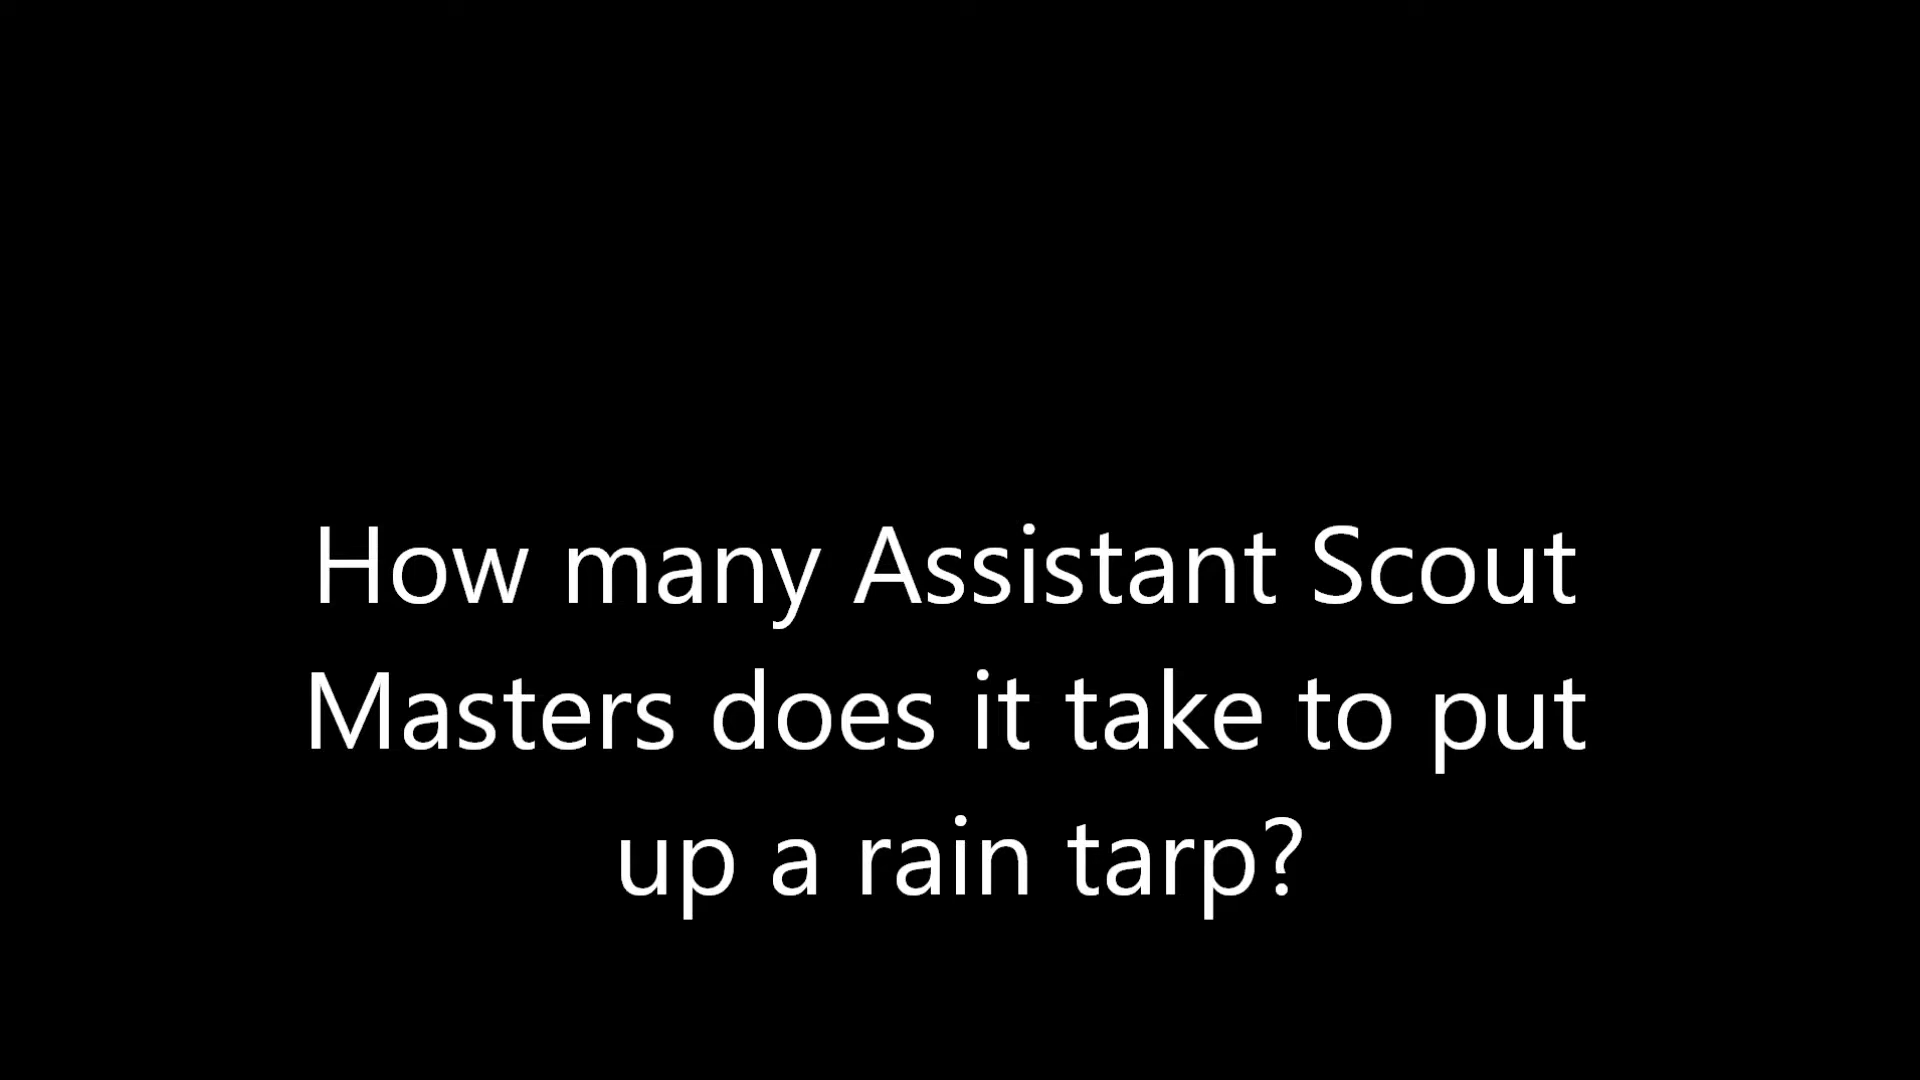 How many Assistant Scout
Masters does it take to put
up a rain tarp?